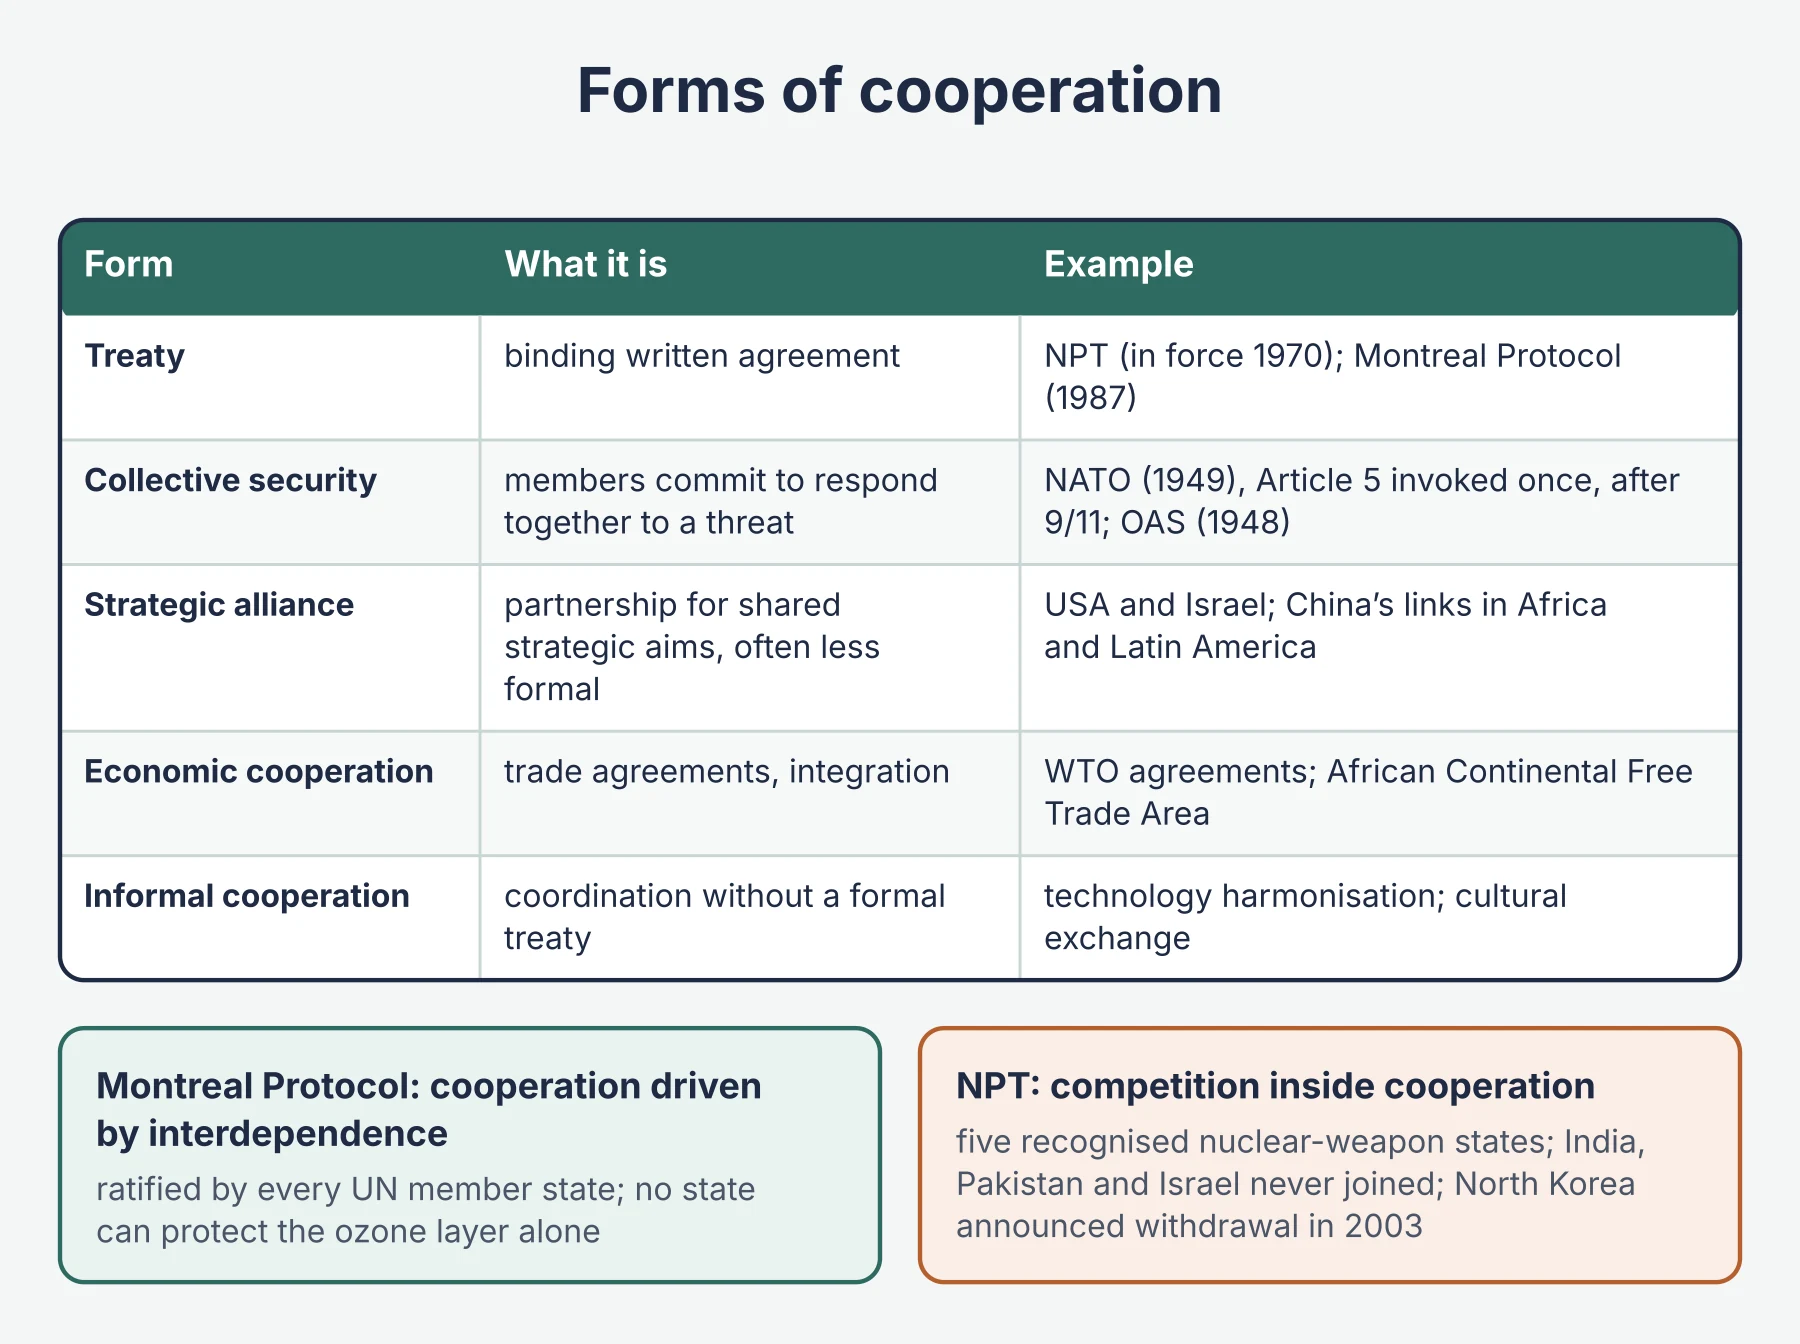 Forms of cooperation
Form
What it is
Example
Treaty
binding written agreement
NPT (in force 1970); Montreal Protocol
(1987)
Collective security
members commit to respond
together to a threat
NATO (1949), Article 5 invoked once, after
9/11; OAS (1948)
Strategic alliance
partnership for shared
strategic aims, often less
formal
USA and Israel; China’s links in Africa
and Latin America
Economic cooperation
trade agreements, integration
WTO agreements; African Continental Free
Trade Area
Informal cooperation
coordination without a formal
treaty
technology harmonisation; cultural
exchange
Montreal Protocol: cooperation driven
by interdependence
ratified by every UN member state; no state
can protect the ozone layer alone
NPT: competition inside cooperation
five recognised nuclear-weapon states; India,
Pakistan and Israel never joined; North Korea
announced withdrawal in 2003